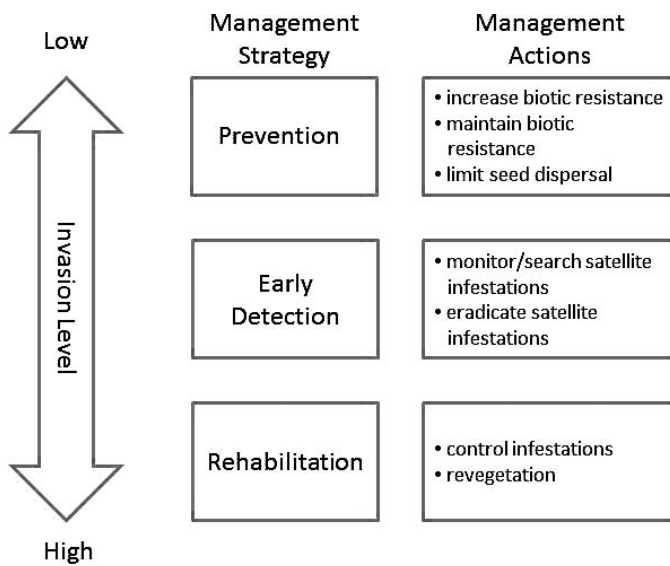 Low
Management
Strategy
Management
Actions
Prevention
• increase biotic resistance
• maintain biotic
resistance
• limit seed dispersal
Invasion Level
Early
Detection
• monitor/search satellite
infestations
• eradicate satellite
infestations
Rehabilitation
• control infestations
• revegetation
High